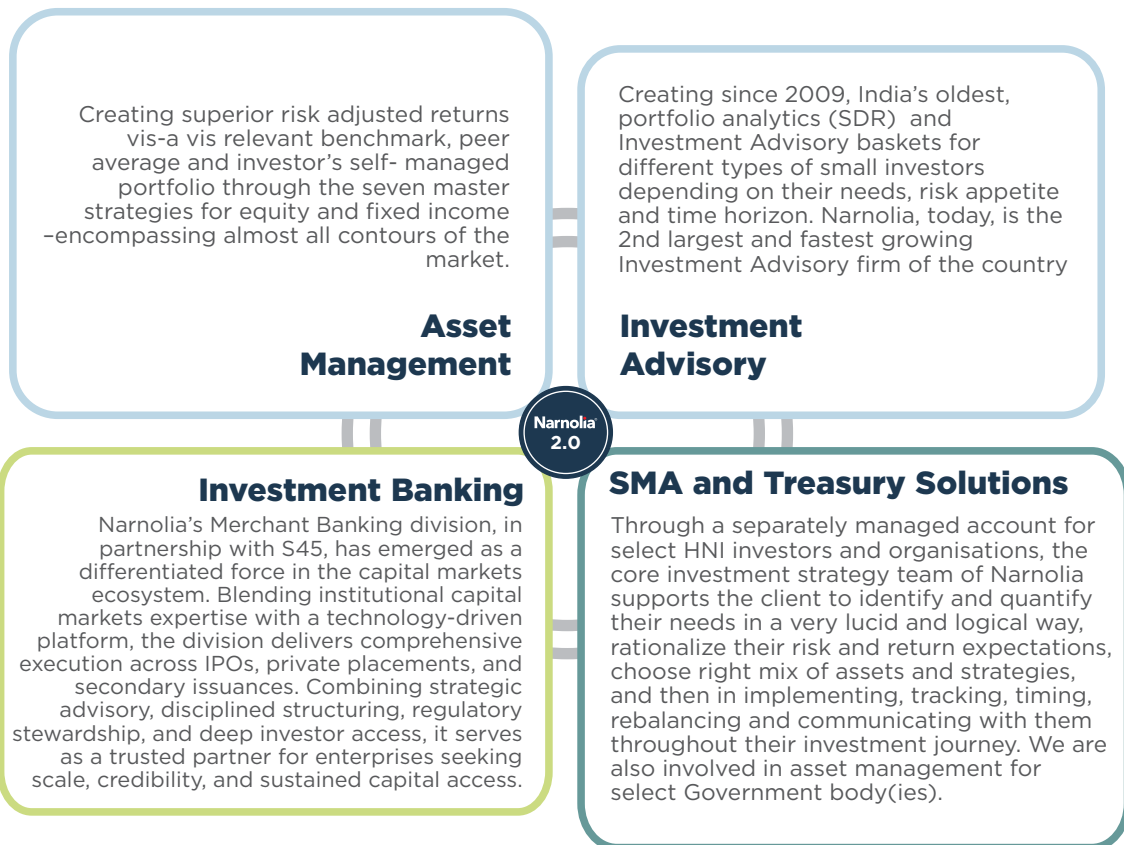 Creating superior risk adjusted returns
vis-a vis relevant benchmark, peer
average and investor's self- managed
portfolio through the seven master
strategies for equity and fixed income
–encompassing almost all contours of the
market.
Asset
Management
Creating since 2009, India's oldest,
portfolio analytics (SDR) and
Investment Advisory baskets for
different types of small investors
depending on their needs, risk appetite
and time horizon. Narnolia, today, is the
2nd largest and fastest growing
Investment Advisory firm of the country
Investment
Advisory
Narnolia
2.0
Investment Banking
Narnolia's Merchant Banking division, in
partnership with S45, has emerged as a
differentiated force in the capital markets
ecosystem. Blending institutional capital
markets expertise with a technology-driven
platform, the division delivers comprehensive
execution across IPOs, private placements, and
secondary issuances. Combining strategic
advisory, disciplined structuring, regulatory
stewardship, and deep investor access, it serves
as a trusted partner for enterprises seeking
scale, credibility, and sustained capital access.
SMA and Treasury Solutions
Through a separately managed account for
select HNI investors and organisations, the
core investment strategy team of Narnolia
supports the client to identify and quantify
their needs in a very lucid and logical way,
rationalize their risk and return expectations,
choose right mix of assets and strategies,
and then in implementing, tracking, timing,
rebalancing and communicating with them
throughout their investment journey. We are
also involved in asset management for
select Government body(ies).